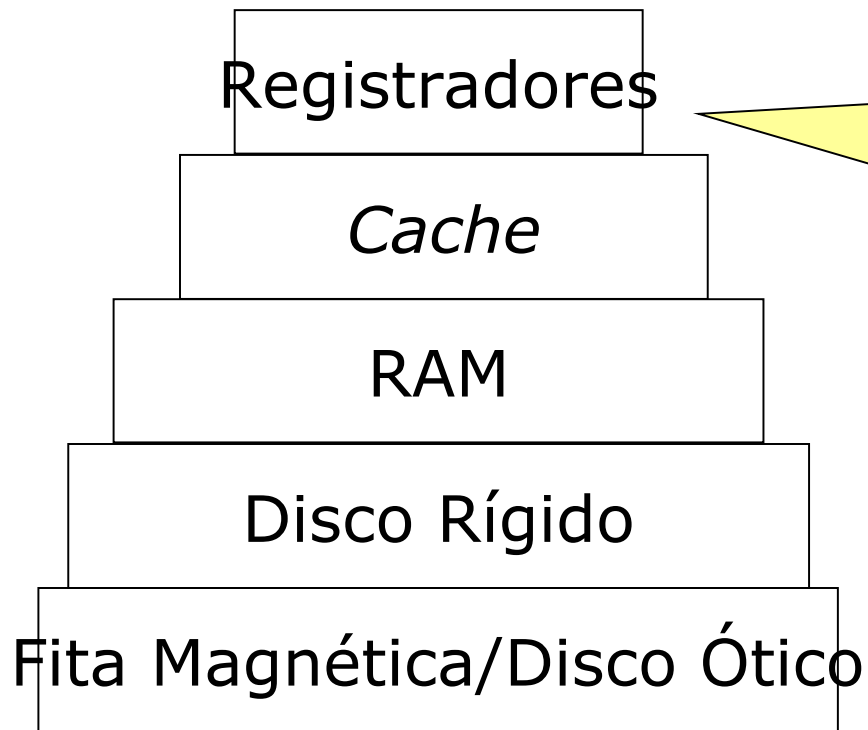 Registradores
Cache
RAM
Disco Rígido
Fita Magnética/Disco Ótico